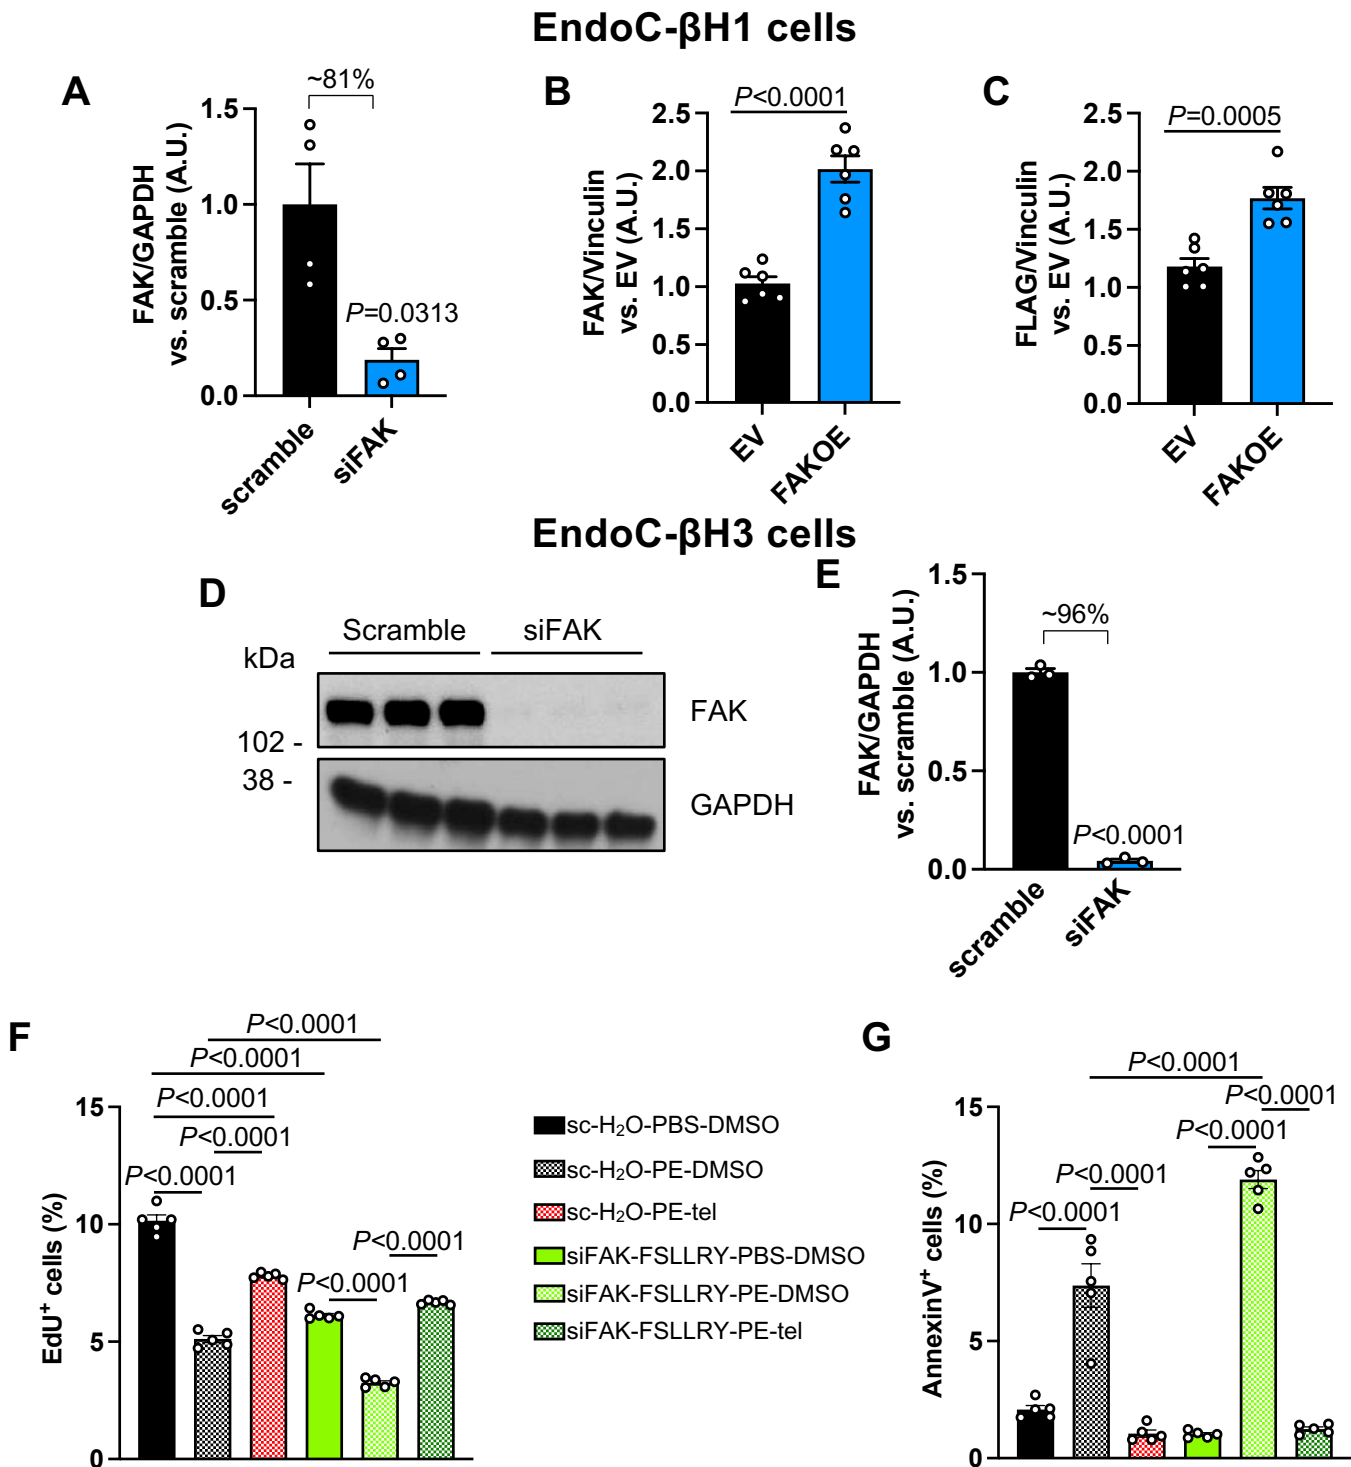 EndoC-βH1 cells
A
~81%
FAK/GAPDH
vs. scramble (A.U.)
1.5
1.0
0.5
0.0
P=0.0313
scramble
siFAK
B
P<0.0001
FAK/Vinculin
vs. EV (A.U.)
2.5
2.0
1.5
1.0
0.5
0.0
EV
FAKOE
C
P=0.0005
FLAG/Vinculin
vs. EV (A.U.)
2.5
2.0
1.5
1.0
0.5
0.0
EV
FAKOE
EndoC-βH3 cells
D
Scramble
siFAK
kDa
FAK
102 -
38 -
GAPDH
E
~96%
FAK/GAPDH
vs. scramble (A.U.)
1.5
1.0
0.5
0.0
P<0.0001
scramble
siFAK
F
P<0.0001
P<0.0001
P<0.0001
P<0.0001
P<0.0001
P<0.0001
P<0.0001
EdU⁺ cells (%)
15
10
5
0
sc-H₂O-PBS-DMSO
sc-H₂O-PE-DMSO
sc-H₂O-PE-tel
siFAK-FSLLRY-PBS-DMSO
siFAK-FSLLRY-PE-DMSO
siFAK-FSLLRY-PE-tel
G
P<0.0001
P<0.0001
P<0.0001
P<0.0001
P<0.0001
AnnexinV⁺ cells (%)
15
10
5
0